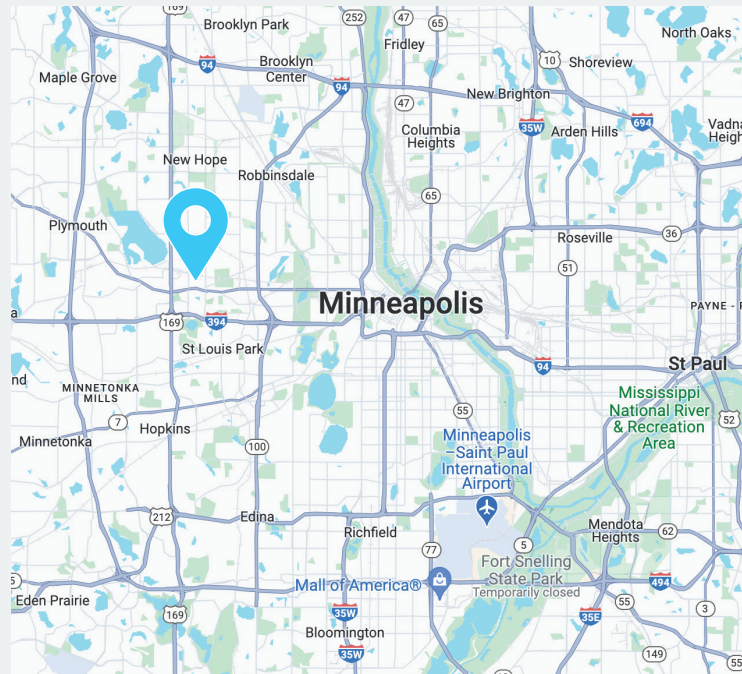 169
252
47
65
Brooklyn Park
Fridley
North Oaks
10
Shoreview
94
Brooklyn
Center
Maple Grove
94
New Brighton
47
694
35W
Arden Hills
Columbia
Heights
New Hope
Robbinsdale
65
Plymouth
Roseville
36
51
Minneapolis
169
394
St Louis Park
94
St Paul
MINNETONKA
MILLS
Mississippi
National River
& Recreation
Area
7
55
52
Hopkins
Minnetonka
100
Minneapolis
–Saint Paul
International
Airport
212
Edina
Richfield
5
Mendota
Heights
62
77
Fort Snelling
State Park
Temporarily closed
Mall of America®
494
Eden Prairie
55
3
169
35W
35E
Bloomington
35W
149
55